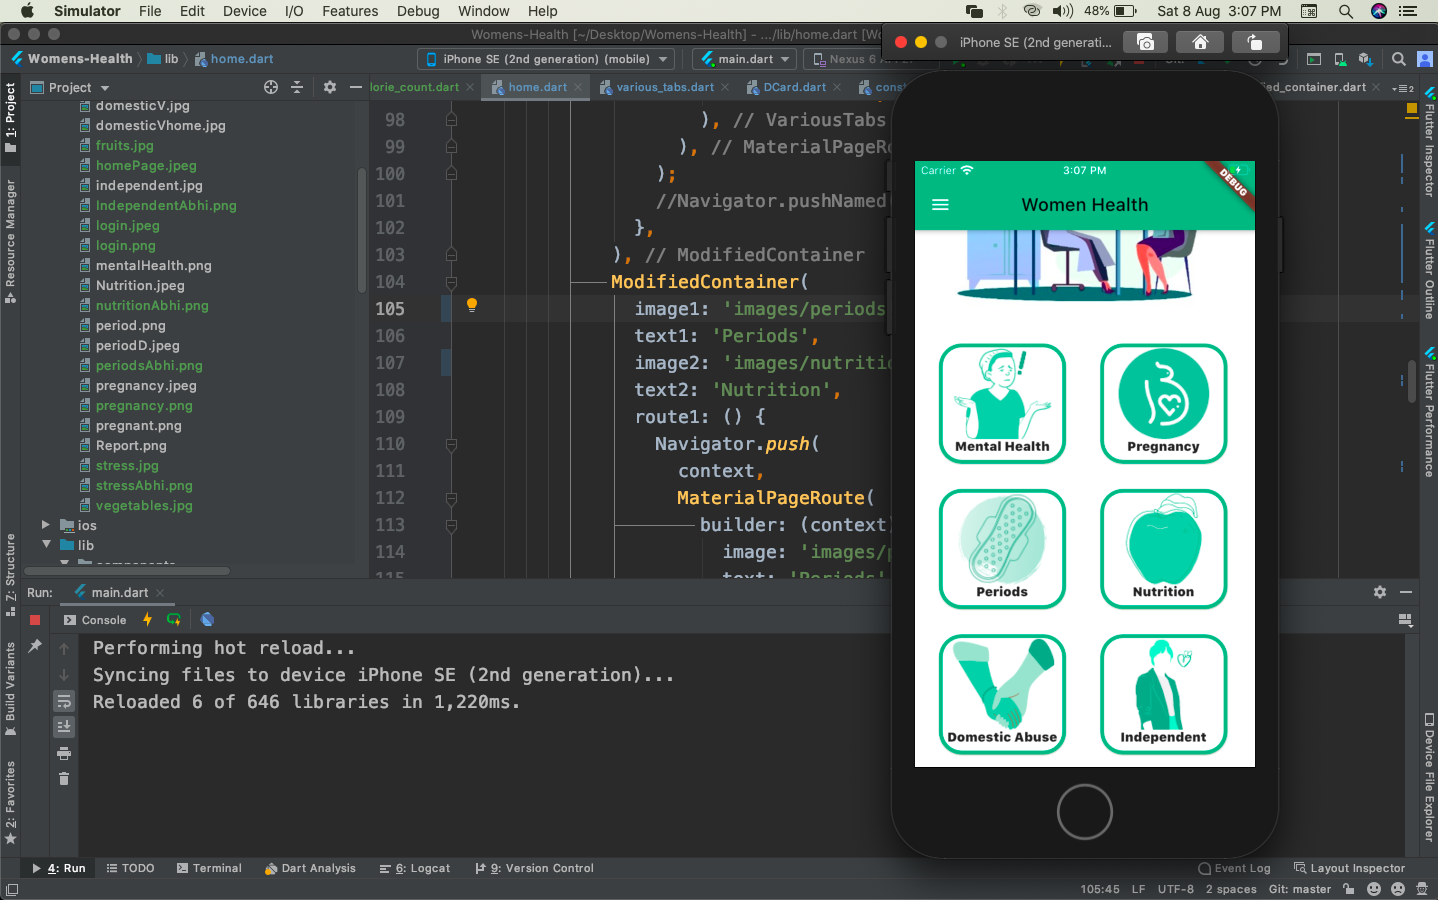 Simulator File Edit Device I/O Features Debug Window Help 48% Sat 8 Aug 3:07 PM
Womens-Health [~/Desktop/Womens-Health] - .../lib/home.dart
iPhone SE (2nd generati...
Womens-Health lib home.dart iPhone SE (2nd generation) (mobile) main.dart Nexus 6
Project
lorie_count.dart home.dart various_tabs.dart DCard.dart const ed_container.dart
domesticV.jpg
domesticVhome.jpg
fruits.jpg
homePage.jpeg
independent.jpg
IndependentAbhi.png
login.jpeg
login.png
mentalHealth.png
Nutrition.jpeg
nutritionAbhi.png
period.png
periodD.jpeg
periodsAbhi.png
pregnancy.jpeg
pregnancy.png
pregnant.png
Report.png
stress.jpg
stressAbhi.png
vegetables.jpg
ios
lib
components
98 ), // VariousTabs
99 ), // MaterialPageRo
100 );
101 //Navigator.pushNamed
102 },
103 ), // ModifiedContainer
104 ModifiedContainer(
105 image1: 'images/periods
106 text1: 'Periods',
107 image2: 'images/nutritio
108 text2: 'Nutrition',
109 route1: () {
110 Navigator.push(
111 context,
112 MaterialPageRoute(
113 builder: (context)
114 image: 'images/p
115 text: 'Periods'
Carrier 3:07 PM
DEBUG
Women Health
Mental Health
Pregnancy
Periods
Nutrition
Domestic Abuse
Independent
1: Project
Resource Manager
Z: Structure
Build Variants
2: Favorites
Flutter Inspector
Flutter Outline
Flutter Performance
Device File Explorer
Run: main.dart
Console
Performing hot reload...
Syncing files to device iPhone SE (2nd generation)...
Reloaded 6 of 646 libraries in 1,220ms.
4: Run TODO Terminal Dart Analysis 6: Logcat 9: Version Control Event Log Layout Inspector
105:45 LF UTF-8 2 spaces Git: master